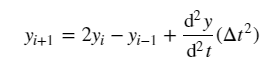 y_{i+1} = 2y_i − y_{i−1} + \frac{d^2 y}{d^2 t}(Δt^2)